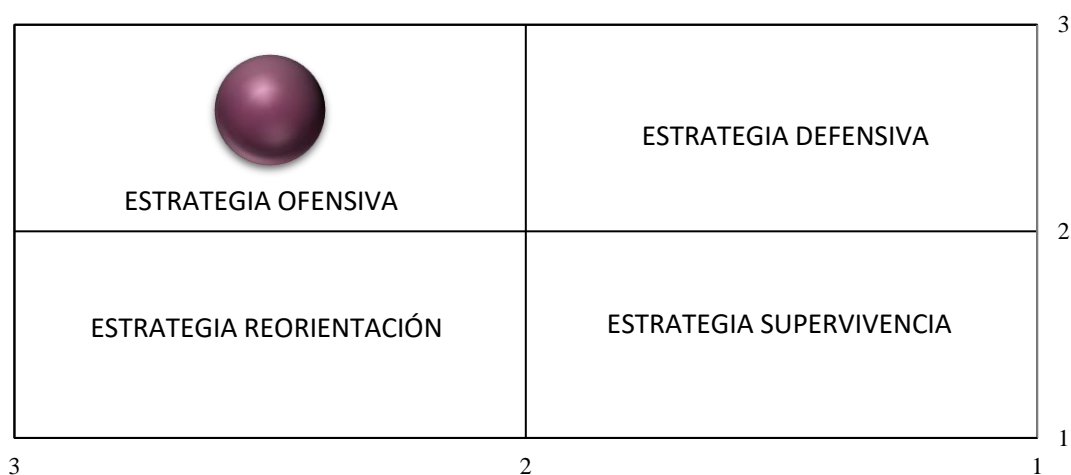 3
ESTRATEGIA DEFENSIVA
ESTRATEGIA OFENSIVA
2
ESTRATEGIA REORIENTACIÓN
ESTRATEGIA SUPERVIVENCIA
1
3 2 1